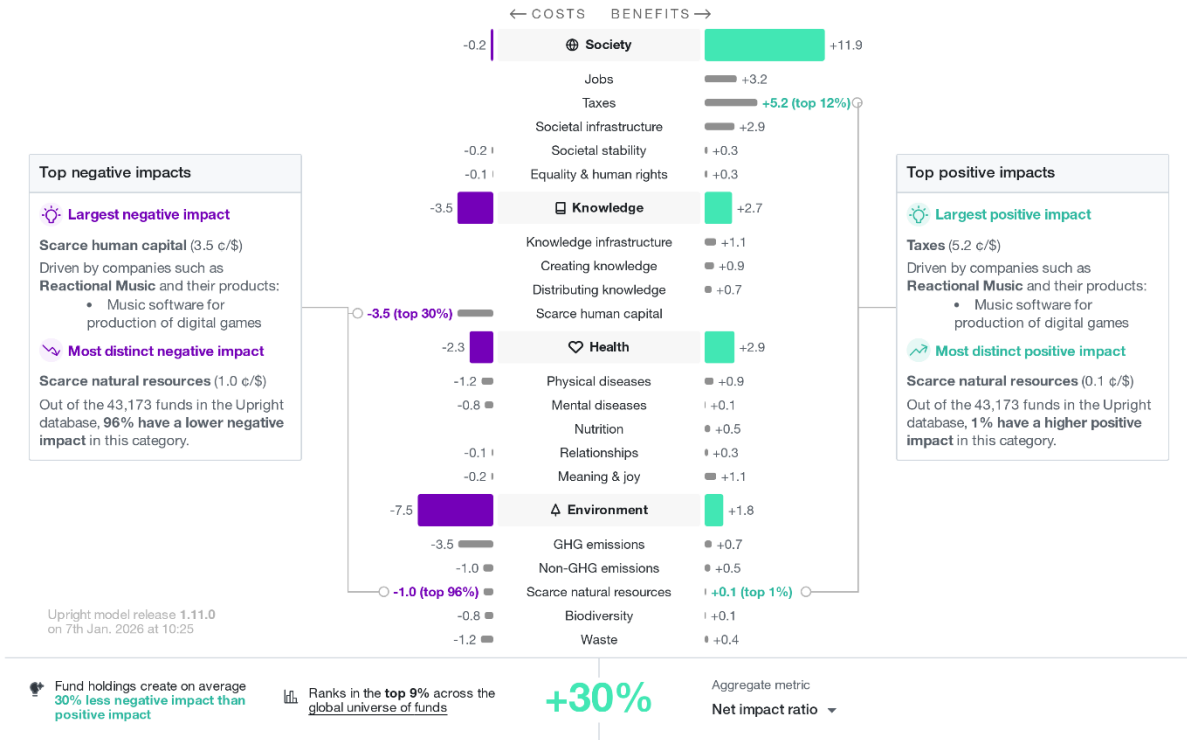 ← COSTS BENEFITS →
-0.2 Society +11.9
Jobs +3.2
Taxes +5.2 (top 12%)
Societal infrastructure +2.9
-0.2 Societal stability +0.3
-0.1 Equality & human rights +0.3
-3.5 Knowledge +2.7
Knowledge infrastructure +1.1
Creating knowledge +0.9
Distributing knowledge +0.7
-3.5 (top 30%) Scarce human capital
-2.3 Health +2.9
-1.2 Physical diseases +0.9
-0.8 Mental diseases +0.1
Nutrition +0.5
-0.1 Relationships +0.3
-0.2 Meaning & joy +1.1
-7.5 Environment +1.8
-3.5 GHG emissions +0.7
-1.0 Non-GHG emissions +0.5
-1.0 (top 96%) Scarce natural resources +0.1 (top 1%)
-0.8 Biodiversity +0.1
-1.2 Waste +0.4
Top negative impacts
Largest negative impact
Scarce human capital (3.5 ¢/$)
Driven by companies such as
Reactional Music and their products:
• Music software for
production of digital games
Most distinct negative impact
Scarce natural resources (1.0 ¢/$)
Out of the 43,173 funds in the Upright
database, 96% have a lower negative
impact in this category.
Top positive impacts
Largest positive impact
Taxes (5.2 ¢/$)
Driven by companies such as
Reactional Music and their products:
• Music software for
production of digital games
Most distinct positive impact
Scarce natural resources (0.1 ¢/$)
Out of the 43,173 funds in the Upright
database, 1% have a higher positive
impact in this category.
Upright model release 1.11.0
on 7th Jan. 2026 at 10:25
Fund holdings create on average
30% less negative impact than
positive impact
Ranks in the top 9% across the
global universe of funds
+30%
Aggregate metric
Net impact ratio